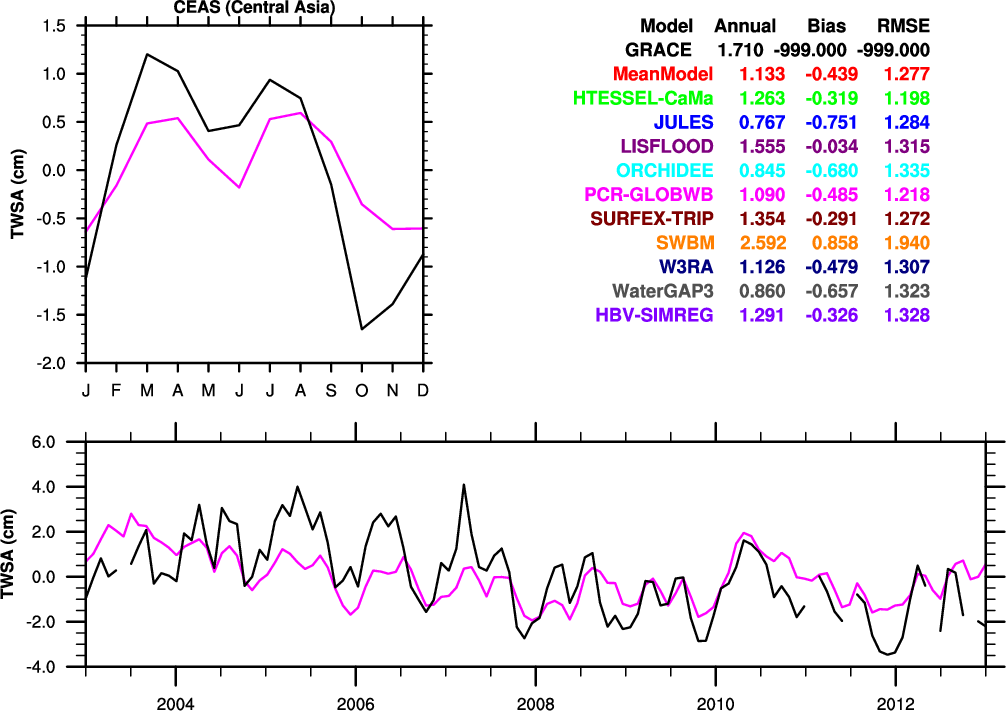 CEAS (Central Asia)
1.5
1.0
0.5
0.0
-0.5
-1.0
-1.5
-2.0
TWSA (cm)
J F M A M J J A S O N D
Model Annual Bias RMSE
GRACE 1.710 -999.000 -999.000
MeanModel 1.133 -0.439 1.277
HTESSEL-CaMa 1.263 -0.319 1.198
JULES 0.767 -0.751 1.284
LISFLOOD 1.555 -0.034 1.315
ORCHIDEE 0.845 -0.680 1.335
PCR-GLOBWB 1.090 -0.485 1.218
SURFEX-TRIP 1.354 -0.291 1.272
SWBM 2.592 0.858 1.940
W3RA 1.126 -0.479 1.307
WaterGAP3 0.860 -0.657 1.323
HBV-SIMREG 1.291 -0.326 1.328
6.0
4.0
2.0
0.0
-2.0
-4.0
TWSA (cm)
2004 2006 2008 2010 2012